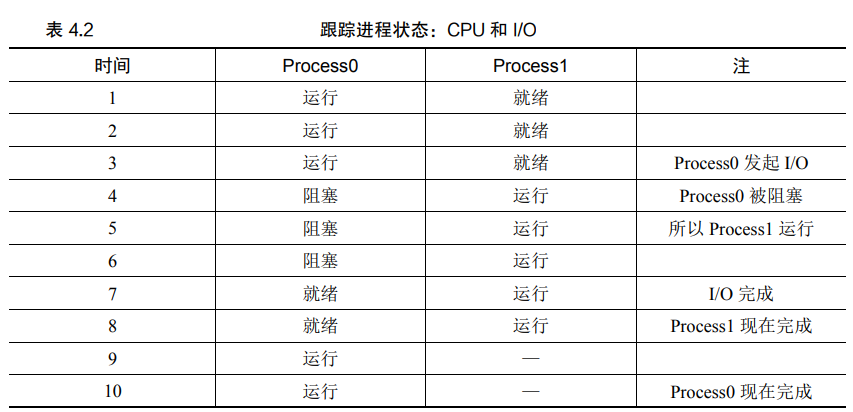 表 4.2 跟踪进程状态：CPU 和 I/O
时间 Process0 Process1 注
1 运行 就绪
2 运行 就绪
3 运行 就绪 Process0 发起 I/O
4 阻塞 运行 Process0 被阻塞
5 阻塞 运行 所以 Process1 运行
6 阻塞 运行
7 就绪 运行 I/O 完成
8 就绪 运行 Process1 现在完成
9 运行 —
10 运行 — Process0 现在完成